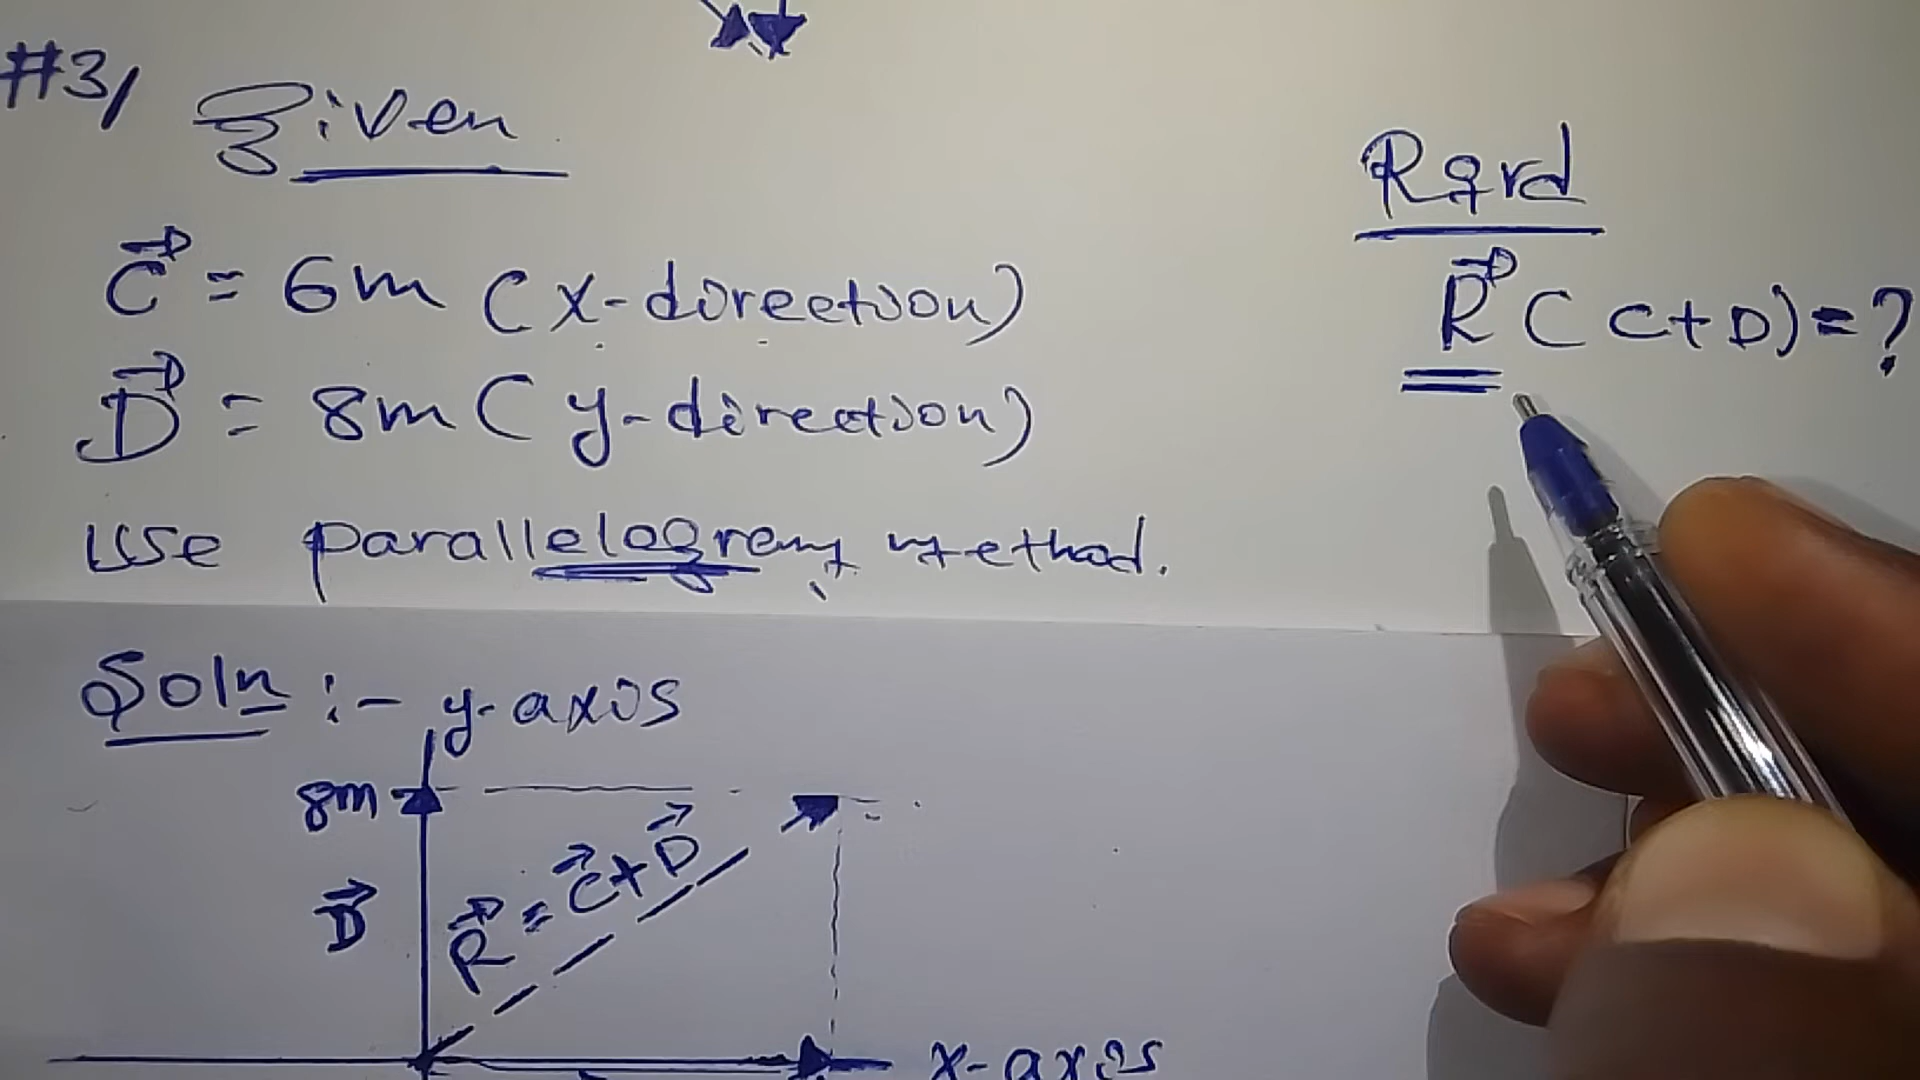 #3/ Given
Rqrd
C = 6m (x-direction)
R (C+D) = ?
D = 8m (y-direction)
Use parallelogram method.
Soln :- y-axis
8m
D
R = C + D
x-axis